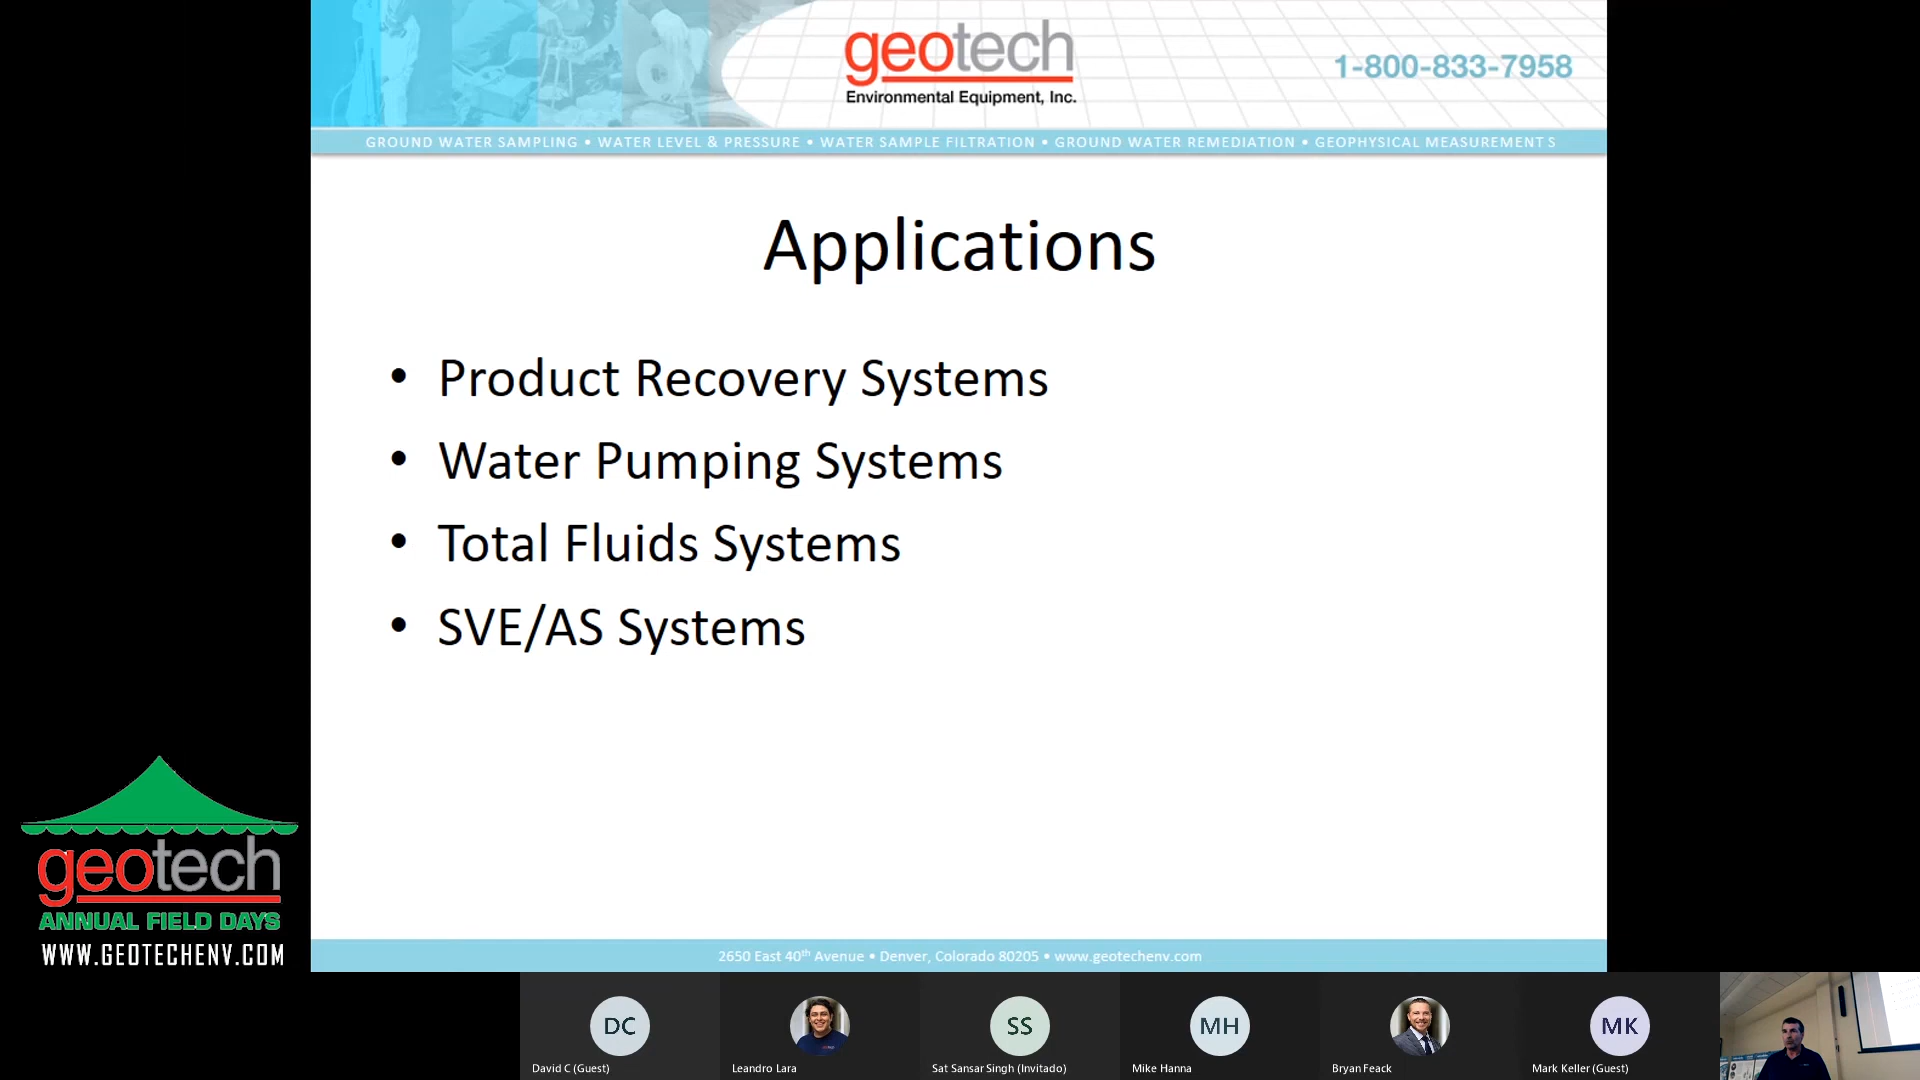 geotech
Environmental Equipment, Inc.
1-800-833-7958
GROUND WATER SAMPLING • WATER LEVEL & PRESSURE • WATER SAMPLE FILTRATION • GROUND WATER REMEDIATION • GEOPHYSICAL MEASUREMENTS
Applications
• Product Recovery Systems
• Water Pumping Systems
• Total Fluids Systems
• SVE/AS Systems
geotech
ANNUAL FIELD DAYS
WWW.GEOTECHENV.COM
2650 East 40th Avenue • Denver, Colorado 80205 • www.geotechenv.com
DC
SS
MH
MK
David C (Guest)
Leandro Lara
Sat Sansar Singh (Invitado)
Mike Hanna
Bryan Feack
Mark Keller (Guest)